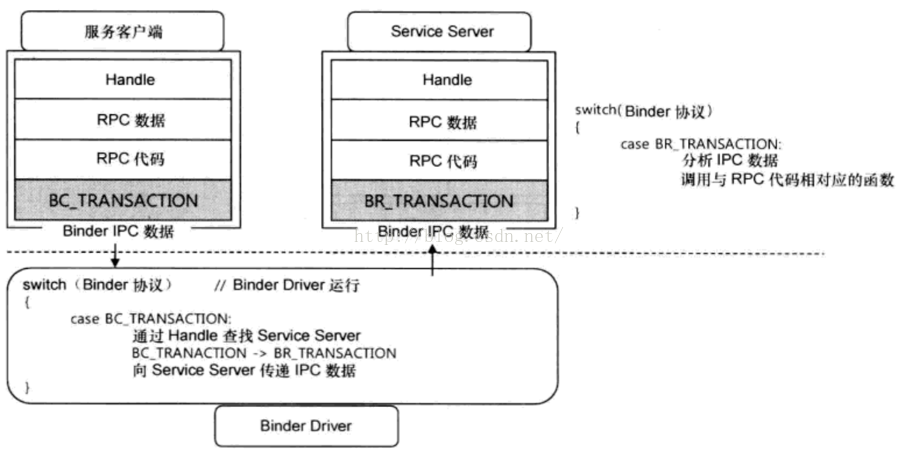 服务客户端
Handle
RPC 数据
RPC 代码
BC_TRANSACTION
Binder IPC 数据
Service Server
Handle
RPC 数据
RPC 代码
BR_TRANSACTION
Binder IPC 数据
switch(Binder 协议)
{
case BR_TRANSACTION:
分析 IPC 数据
调用与 RPC 代码相对应的函数
}
http://blog.csdn.net/
switch（Binder 协议） // Binder Driver 运行
{
case BC_TRANSACTION:
通过 Handle 查找 Service Server
BC_TRANACTION -> BR_TRANSACTION
向 Service Server 传递 IPC 数据
}
Binder Driver